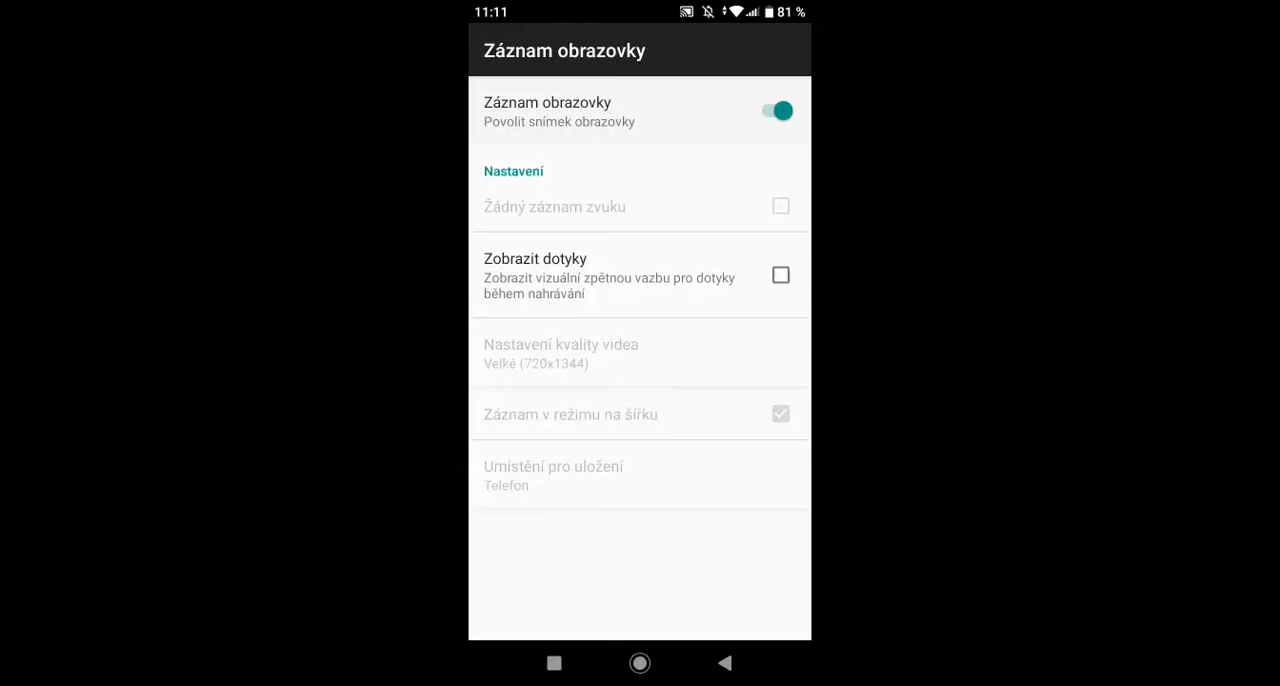 11:11
81 %
Záznam obrazovky
Záznam obrazovky
Povolit snímek obrazovky
Nastavení
Žádný záznam zvuku
Zobrazit dotyky
Zobrazit vizuální zpětnou vazbu pro dotyky
během nahrávání
Nastavení kvality videa
Velké (720x1344)
Záznam v režimu na šířku
Umístění pro uložení
Telefon